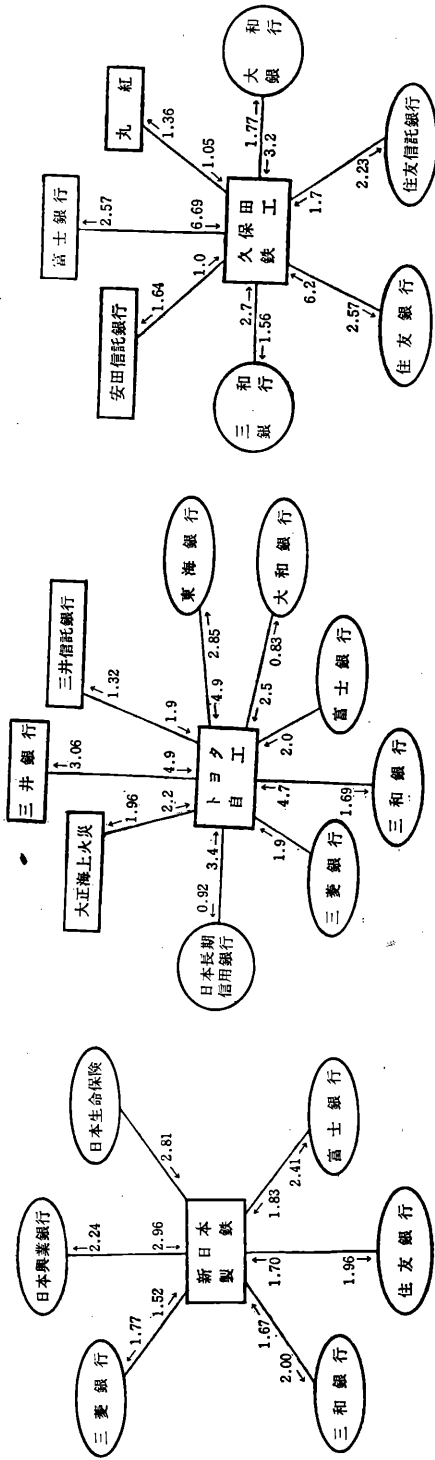 三菱銀行
←1.77
1.52→
日本興業銀行
↑2.24
2.96↓
日本生命保険
2.81
新日本
製鉄
1.67
2.00
三和銀行
1.70
1.96
住友銀行
1.83
2.41
富士銀行
日本長期
信用銀行
0.92
3.4
大正海上火災
1.96
2.2
三井銀行
3.06
4.9
三井信託銀行
1.32
1.9
トヨタ
自工
東海銀行
2.85
4.9
大和銀行
0.83
2.5
富士銀行
2.0
三和銀行
4.7
1.69
三菱銀行
1.9
安田信託銀行
1.64
1.0
富士銀行
2.57
6.69
丸紅
1.36
1.05
久保田
鉄工
三和
銀行
2.7
1.56
大和
銀行
1.77
3.2
住友銀行
6.2
2.57
住友信託銀行
1.7
2.23